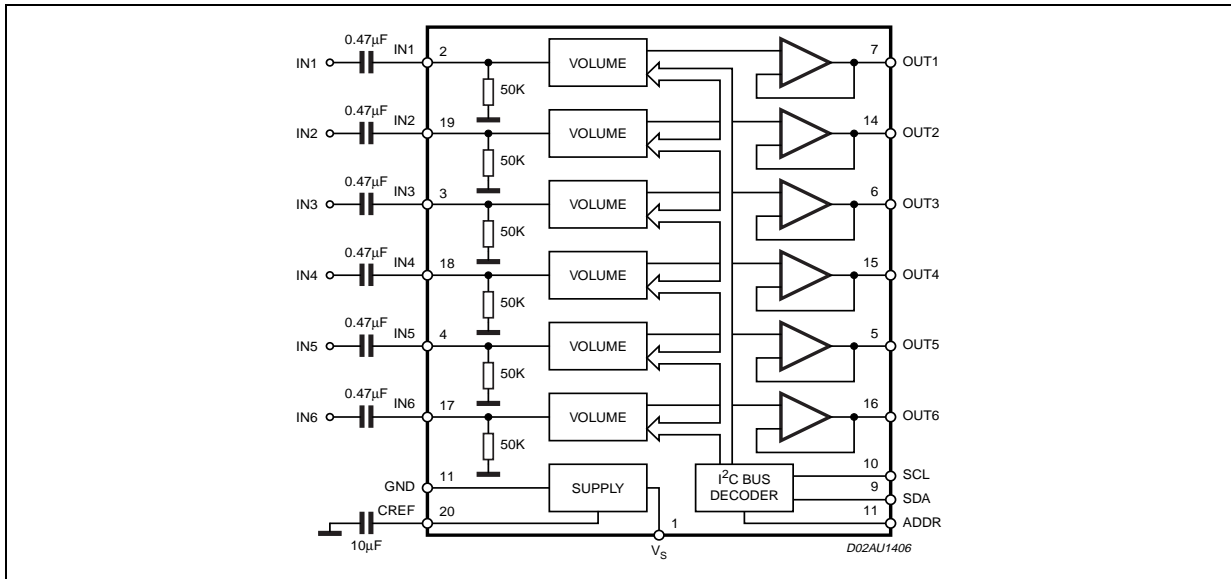 0.47μF
IN1
IN1
2
50K
VOLUME
7
OUT1
0.47μF
IN2
IN2
19
50K
VOLUME
14
OUT2
0.47μF
IN3
IN3
3
50K
VOLUME
6
OUT3
0.47μF
IN4
IN4
18
50K
VOLUME
15
OUT4
0.47μF
IN5
IN5
4
50K
VOLUME
5
OUT5
0.47μF
IN6
IN6
17
50K
VOLUME
16
OUT6
GND
11
SUPPLY
I²C BUS
DECODER
10
SCL
9
SDA
11
ADDR
CREF
20
10μF
1
VS
D02AU1406